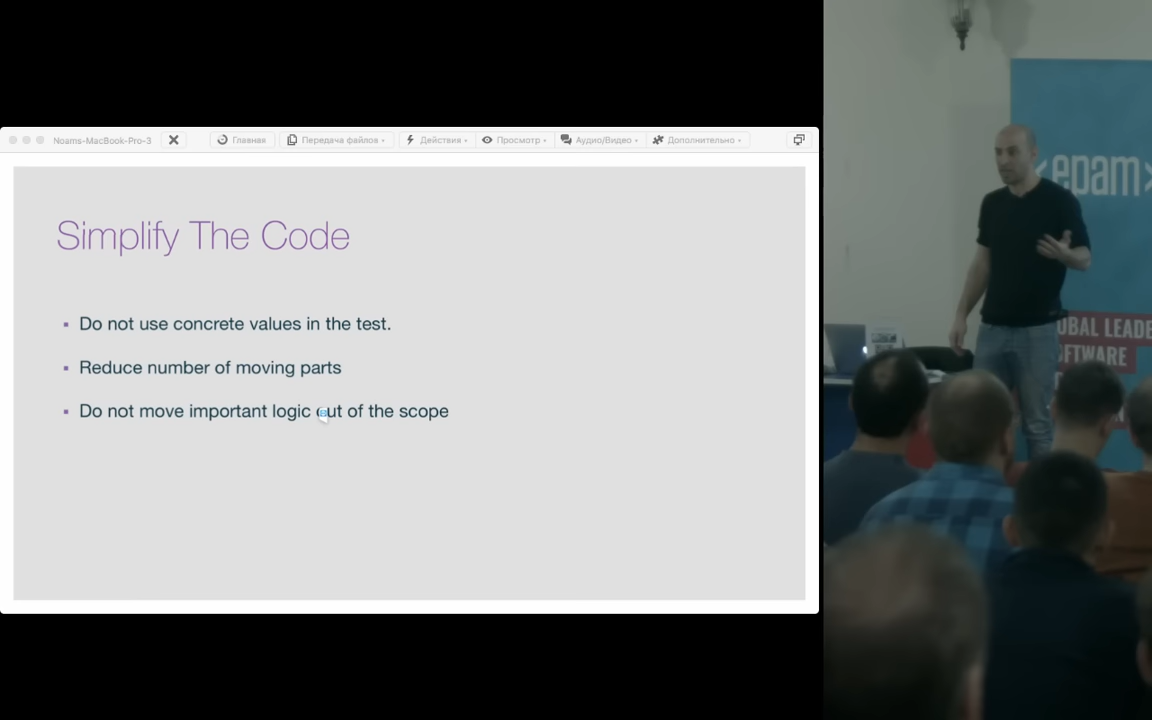 Noams-MacBook-Pro-3
Главная
Передача файлов
Действия
Просмотр
Аудио/Видео
Дополнительно
Simplify The Code
Do not use concrete values in the test.
Reduce number of moving parts
Do not move important logic out of the scope
<epam>
OBAL LEADE
FTWARE